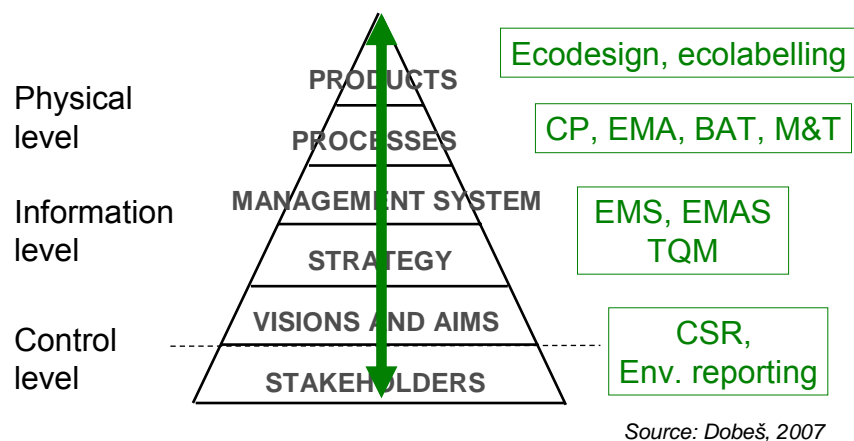 Ecodesign, ecolabelling
PRODUCTS
Physical
level
CP, EMA, BAT, M&T
PROCESSES
MANAGEMENT SYSTEM
Information
level
EMS, EMAS
TQM
STRATEGY
VISIONS AND AIMS
Control
level
CSR,
Env. reporting
STAKEHOLDERS
Source: Dobeš, 2007